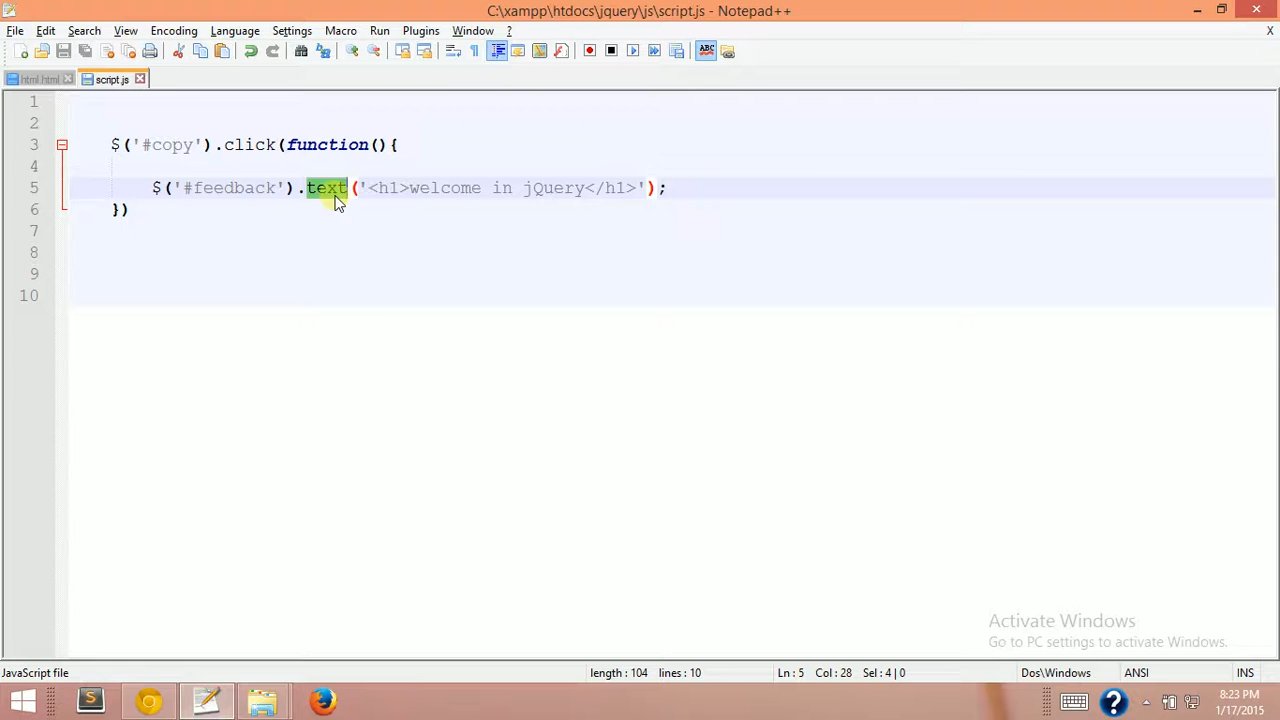 C:\xampp\htdocs\jquery\js\script.js - Notepad++
File Edit Search View Encoding Language Settings Macro Run Plugins Window ? X
html.html script.js
1
2
3 $('#copy').click(function(){
4
5 $('#feedback').text('<h1>welcome in jQuery</h1>');
6 })
7
8
9
10
Activate Windows
Go to PC settings to activate Windows.
JavaScript file length : 104 lines : 10 Ln : 5 Col : 28 Sel : 4 | 0 Dos\Windows ANSI INS
8:23 PM
1/17/2015